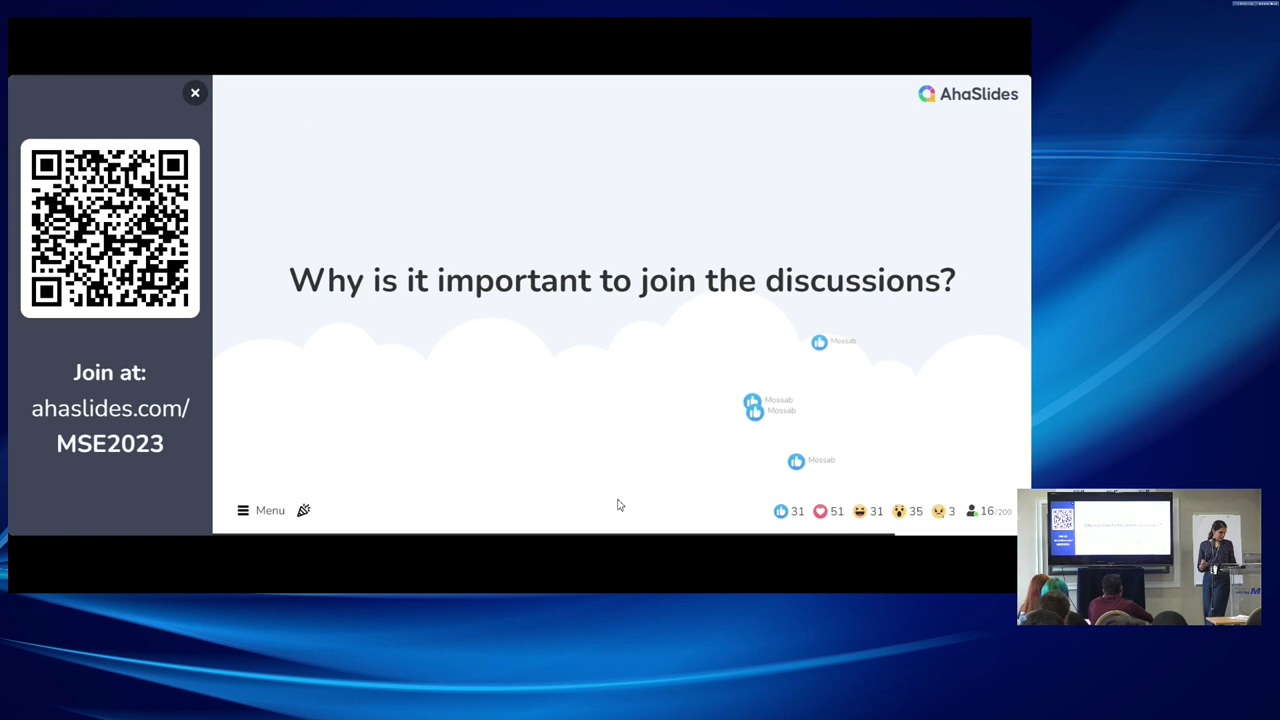 AhaSlides
Why is it important to join the discussions?
Join at:
ahaslides.com/
MSE2023
Mossab
Mossab
Mossab
Mossab
Menu
31
51
31
35
3
16/200